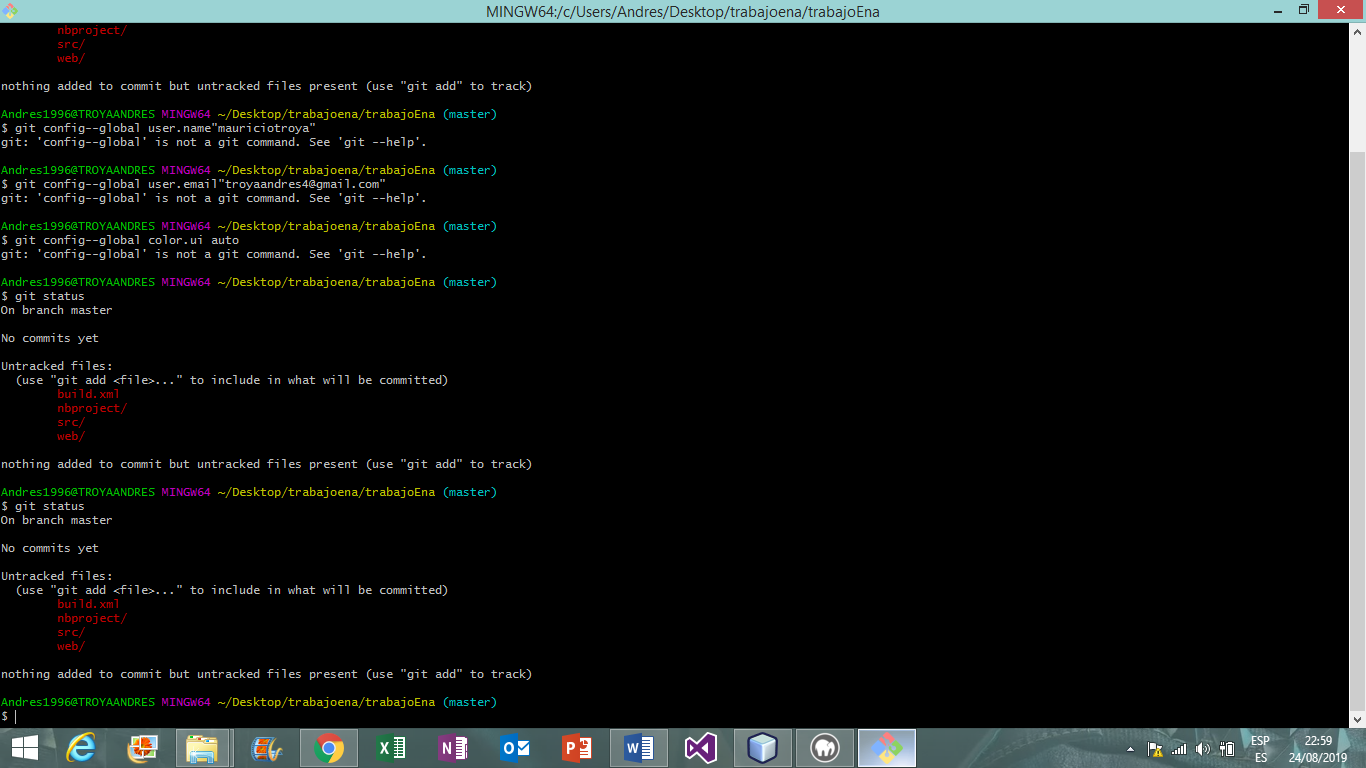 MINGW64:/c/Users/Andres/Desktop/trabajoena/trabajoEna
nbproject/
src/
web/
nothing added to commit but untracked files present (use "git add" to track)
Andres1996@TROYAANDRES MINGW64 ~/Desktop/trabajoena/trabajoEna (master)
$ git config--global user.name"mauriciotroya"
git: 'config--global' is not a git command. See 'git --help'.
Andres1996@TROYAANDRES MINGW64 ~/Desktop/trabajoena/trabajoEna (master)
$ git config--global user.email"troyaandres4@gmail.com"
git: 'config--global' is not a git command. See 'git --help'.
Andres1996@TROYAANDRES MINGW64 ~/Desktop/trabajoena/trabajoEna (master)
$ git config--global color.ui auto
git: 'config--global' is not a git command. See 'git --help'.
Andres1996@TROYAANDRES MINGW64 ~/Desktop/trabajoena/trabajoEna (master)
$ git status
On branch master
No commits yet
Untracked files:
(use "git add <file>..." to include in what will be committed)
build.xml
nbproject/
src/
web/
nothing added to commit but untracked files present (use "git add" to track)
Andres1996@TROYAANDRES MINGW64 ~/Desktop/trabajoena/trabajoEna (master)
$ git status
On branch master
No commits yet
Untracked files:
(use "git add <file>..." to include in what will be committed)
build.xml
nbproject/
src/
web/
nothing added to commit but untracked files present (use "git add" to track)
Andres1996@TROYAANDRES MINGW64 ~/Desktop/trabajoena/trabajoEna (master)
$
ESP 22:59
ES 24/08/2019